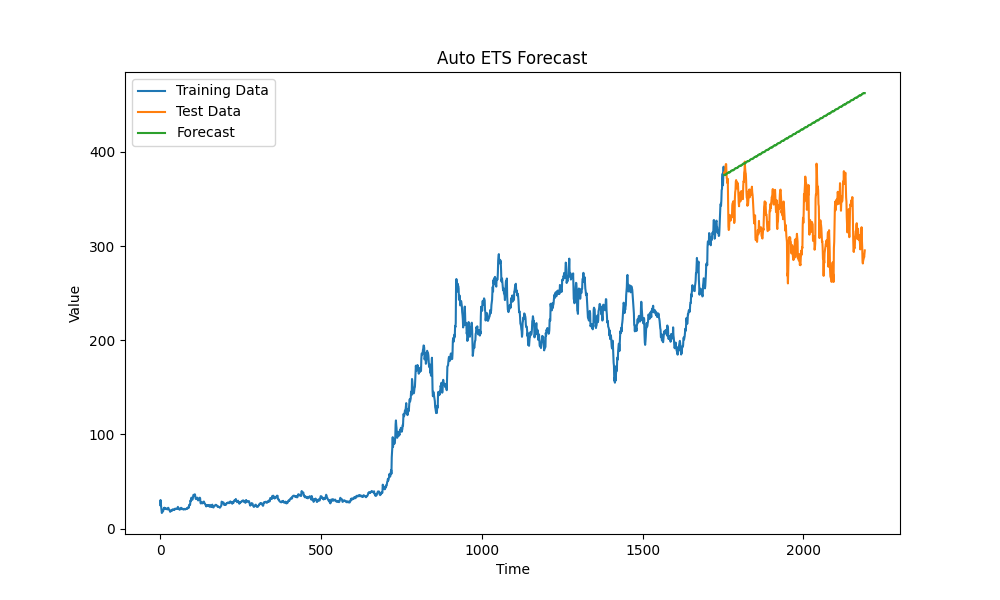 Auto ETS Forecast
Training Data
Test Data
Forecast
Value
400
300
200
100
0
0 500 1000 1500 2000
Time